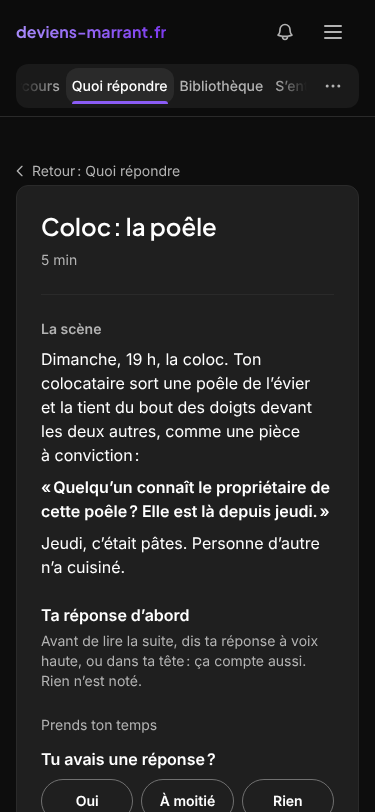 deviens-marrant.fr
cours Quoi répondre Bibliothèque S'en
Retour : Quoi répondre
Coloc : la poêle
5 min
La scène
Dimanche, 19 h, la coloc. Ton
colocataire sort une poêle de l'évier
et la tient du bout des doigts devant
les deux autres, comme une pièce
à conviction :
« Quelqu'un connaît le propriétaire de
cette poêle ? Elle est là depuis jeudi. »
Jeudi, c'était pâtes. Personne d'autre
n'a cuisiné.
Ta réponse d'abord
Avant de lire la suite, dis ta réponse à voix
haute, ou dans ta tête : ça compte aussi.
Rien n'est noté.
Prends ton temps
Tu avais une réponse ?
Oui À moitié Rien